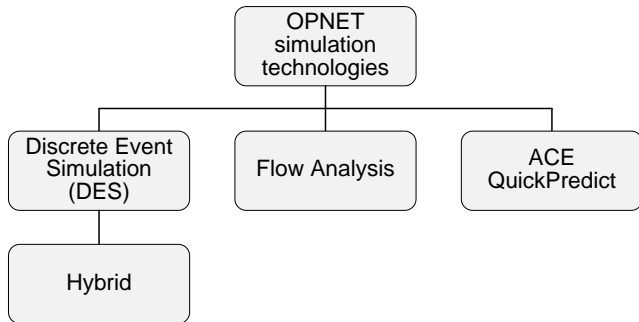 OPNET
simulation
technologies
Discrete Event
Simulation
(DES)
Flow Analysis
ACE
QuickPredict
Hybrid